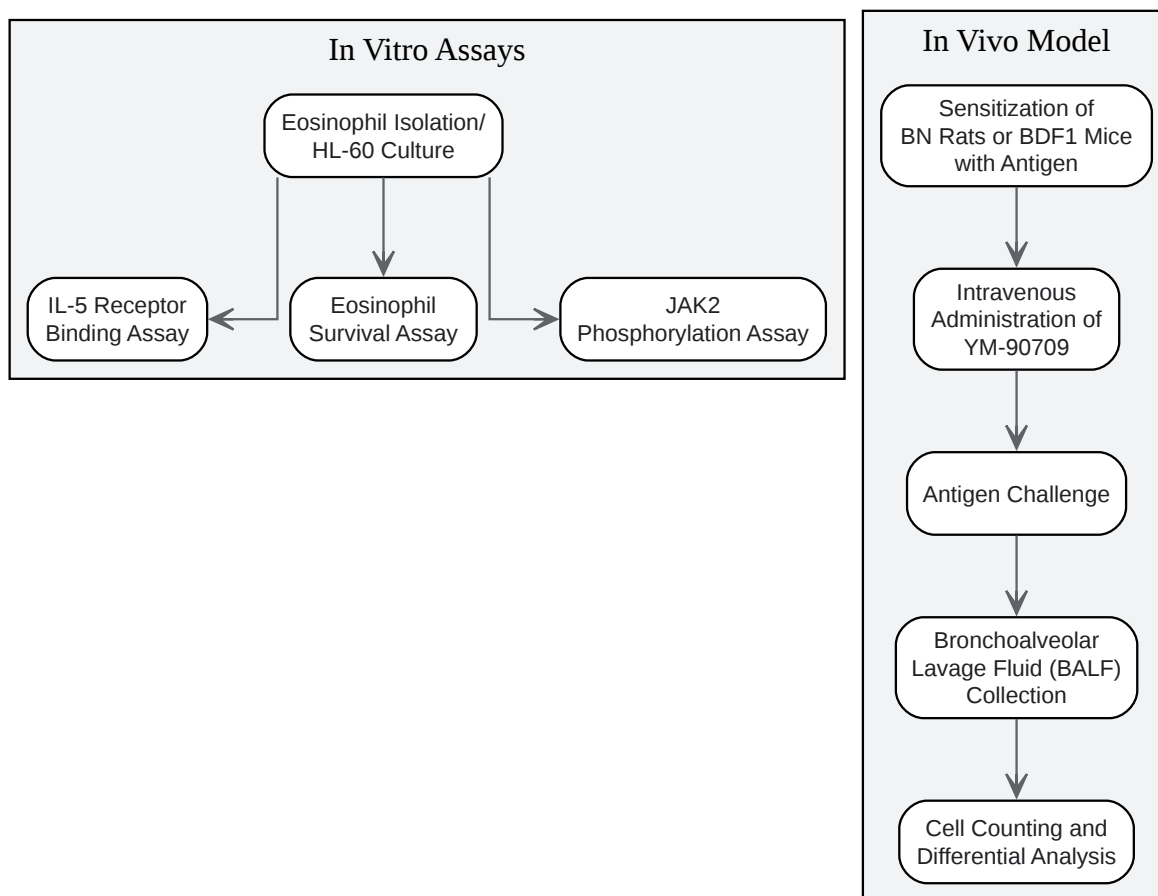 In Vitro Assays
Eosinophil Isolation/
HL-60 Culture
IL-5 Receptor
Binding Assay
Eosinophil
Survival Assay
JAK2
Phosphorylation Assay
In Vivo Model
Sensitization of
BN Rats or BDF1 Mice
with Antigen
Intravenous
Administration of
YM-90709
Antigen Challenge
Bronchoalveolar
Lavage Fluid (BALF)
Collection
Cell Counting and
Differential Analysis